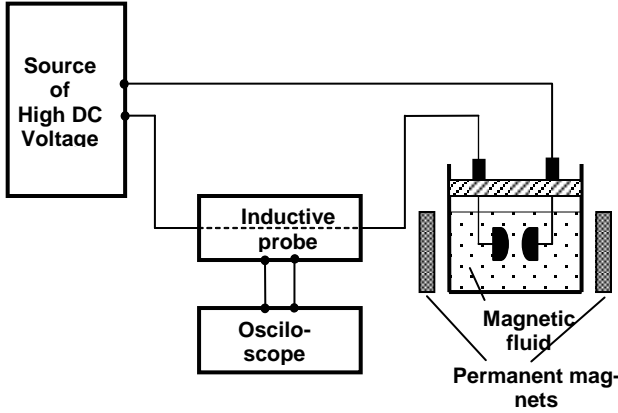 Source
of
High DC
Voltage
Inductive
probe
Oscilo-
scope
Magnetic
fluid
Permanent mag-
nets